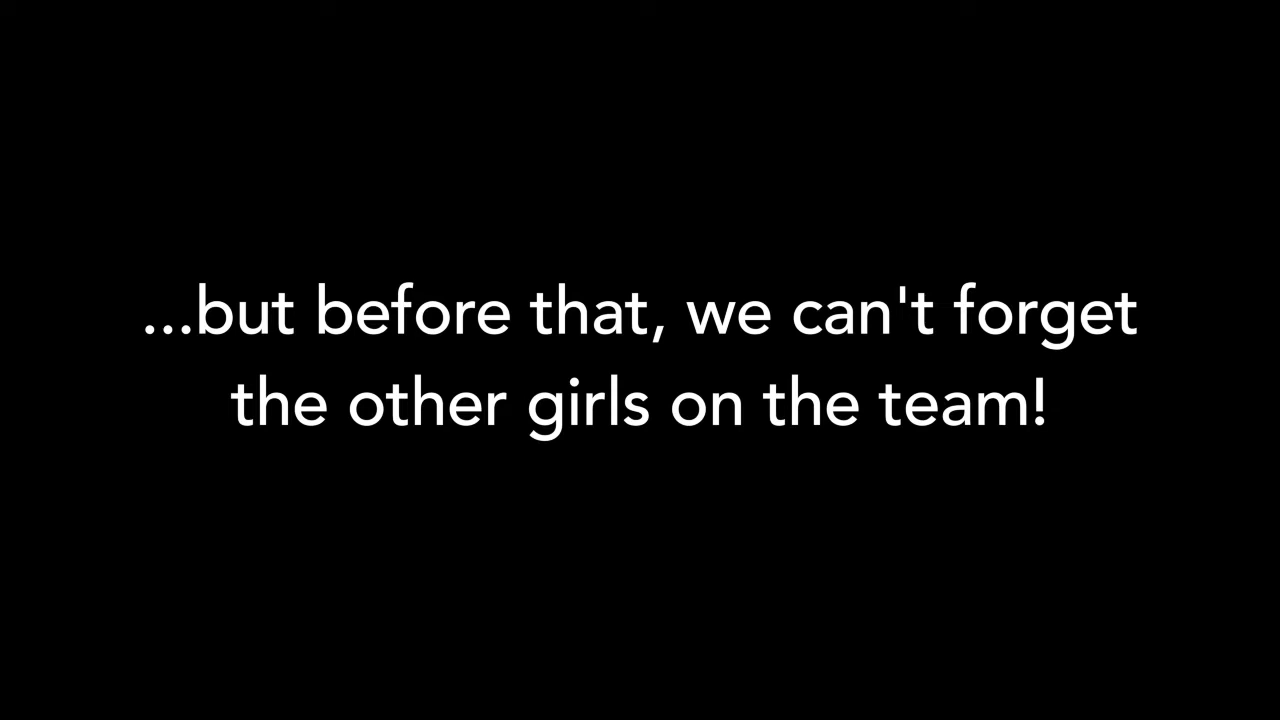 ...but before that, we can't forget
the other girls on the team!